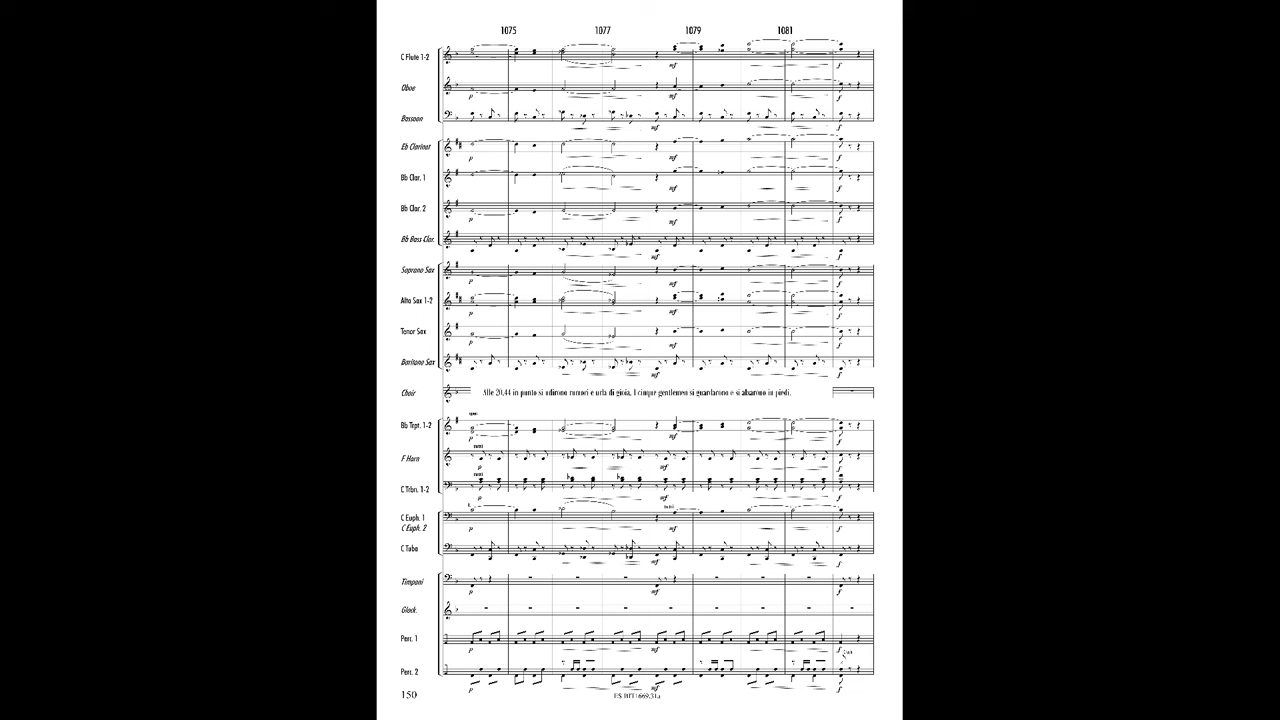 1075 1077 1079 1081
C Flute 1-2
Oboe
Bassoon
Eb Clarinet
Bb Clar. 1
Bb Clar. 2
Bb Bass Clar.
Soprano Sax
Alto Sax 1-2
Tenor Sax
Baritone Sax
Choir
Alle 20,44 in punto si udirono rumori e urla di gioia. I cinque gentlemen si guardarono e si alzarono in piedi.
Bb Trpt. 1-2
F Horn
C Trbn. 1-2
C Euph. 1
C Euph. 2
C Tuba
Timpani
Glock.
Perc. 1
Perc. 2
150